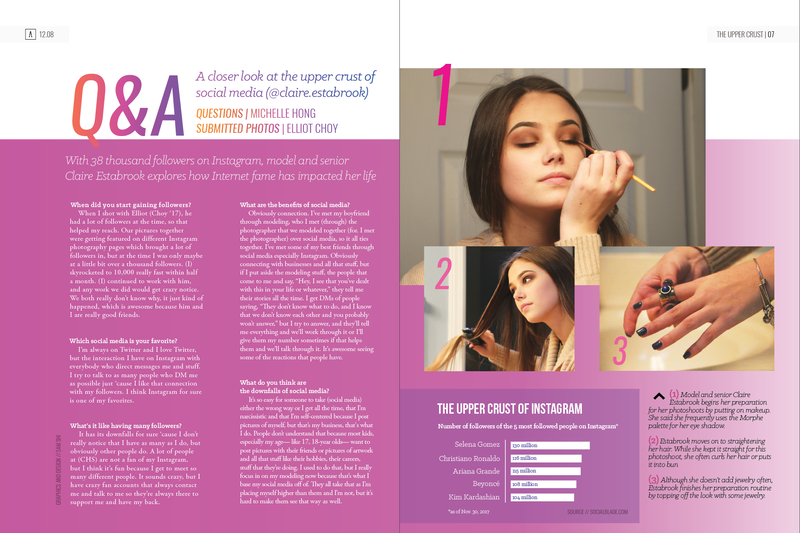 A 12.08
THE UPPER CRUST | 07
Q&A
A closer look at the upper crust of
social media (@claire.estabrook)
QUESTIONS | MICHELLE HONG
SUBMITTED PHOTOS | ELLIOT CHOY
With 38 thousand followers on Instagram, model and senior
Claire Estabrook explores how Internet fame has impacted her life
When did you start gaining followers?
When I shot with Elliot (Choy '17), he
had a lot of followers at the time, so that
helped my reach. Our pictures together
were getting featured on different Instagram
photography pages which brought a lot of
followers in, but at the time I was only maybe
at a little bit over a thousand followers. (I)
skyrocketed to 10,000 really fast within half
a month. (I) continued to work with him,
and any work we did would get crazy notice.
We both really don't know why, it just kind of
happened, which is awesome because him and
I are really good friends.
Which social media is your favorite?
I'm always on Twitter and I love Twitter,
but the interaction I have on Instagram with
everybody who direct messages me and stuff.
I try to talk to as many people who DM me
as possible just 'cause I like that connection
with my followers. I think Instagram for sure
is one of my favorites.
What's it like having many followers?
It has its downfalls for sure 'cause I don't
really notice that I have as many as I do, but
obviously other people do. A lot of people
at (CHS) are not a fan of my Instagram,
but I think it's fun because I get to meet so
many different people. It sounds crazy, but I
have crazy fan accounts that always contact
me and talk to me so they're always there to
support me and have my back.
What are the benefits of social media?
Obviously connection. I've met my boyfriend
through modeling, who I met (through) the
photographer that we modeled together (for. I met
the photographer) over social media, so it all ties
together. I've met some of my best friends through
social media especially Instagram. Obviously
connecting with businesses and all that stuff, but
if I put aside the modeling stuff, the people that
come to me and say, "Hey, I see that you've dealt
with this in your life or whatever," they tell me
their stories all the time. I get DMs of people
saying, "They don't know what to do, and I know
that we don't know each other and you probably
won't answer," but I try to answer, and they'll tell
me everything and we'll work through it or I'll
give them my number sometimes if that helps
them and we'll talk through it. It's awesome seeing
some of the reactions that people have.
What do you think are
the downfalls of social media?
It's so easy for someone to take (social media)
either the wrong way or I get all the time, that I'm
narcissistic and that I'm self-centered because I post
pictures of myself, but that's my business, that's what
I do. People don't understand that because most kids,
especially my age— like 17, 18-year olds— want to
post pictures with their friends or pictures of artwork
and all that stuff like their hobbies, their careers,
stuff that they're doing. I used to do that, but I really
focus in on my modeling now because that's what I
base my social media off of. They all take that as I'm
placing myself higher than them and I'm not, but it's
hard to make them see that way as well.
1
2
3
THE UPPER CRUST OF INSTAGRAM
Number of followers of the 5 most followed people on Instagram*
Selena Gomez 130 million
Christiano Ronaldo 116 million
Ariana Grande 115 million
Beyoncé 108 million
Kim Kardashian 104 million
*as of Nov. 30, 2017
SOURCE // SOCIALBLADE.COM
(1) Model and senior Claire
Estabrook begins her preparation
for her photoshoots by putting on makeup.
She said she frequently uses the Morphe
palette for her eye shadow.
(2) Estabrook moves on to straightening
her hair. While she kept it straight for this
photoshoot, she often curls her hair or puts
it into bun
(3) Although she doesn't add jewelry often,
Estabrook finishes her preparation routine
by topping off the look with some jewelry.